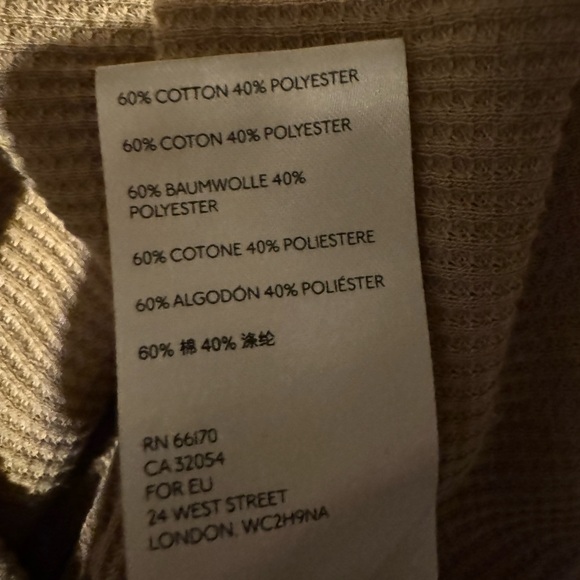 60% COTTON 40% POLYESTER
60% COTON 40% POLYESTER
60% BAUMWOLLE 40%
POLYESTER
60% COTONE 40% POLIESTERE
60% ALGODÓN 40% POLIÉSTER
60% 棉 40% 涤纶
RN 66170
CA 32054
FOR EU
24 WEST STREET
LONDON. WC2H9NA